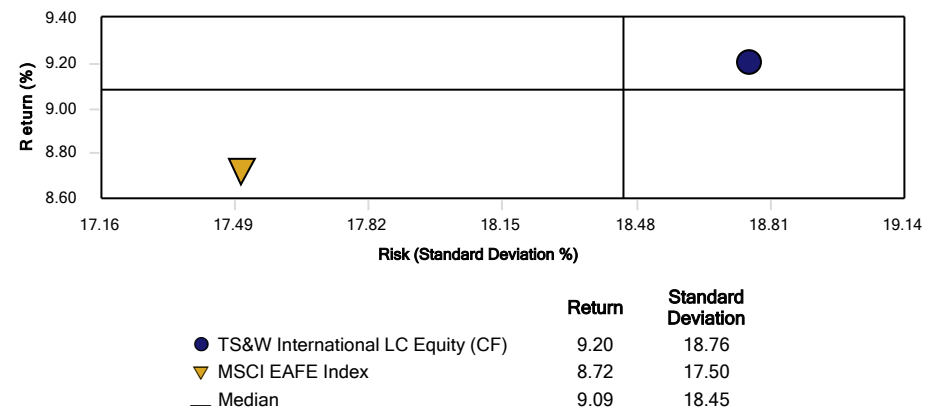 9.40
9.20
9.00
8.80
8.60
Return (%)
17.16 17.49 17.82 18.15 18.48 18.81 19.14
Risk (Standard Deviation %)
Return Standard Deviation
TS&W International LC Equity (CF) 9.20 18.76
MSCI EAFE Index 8.72 17.50
Median 9.09 18.45